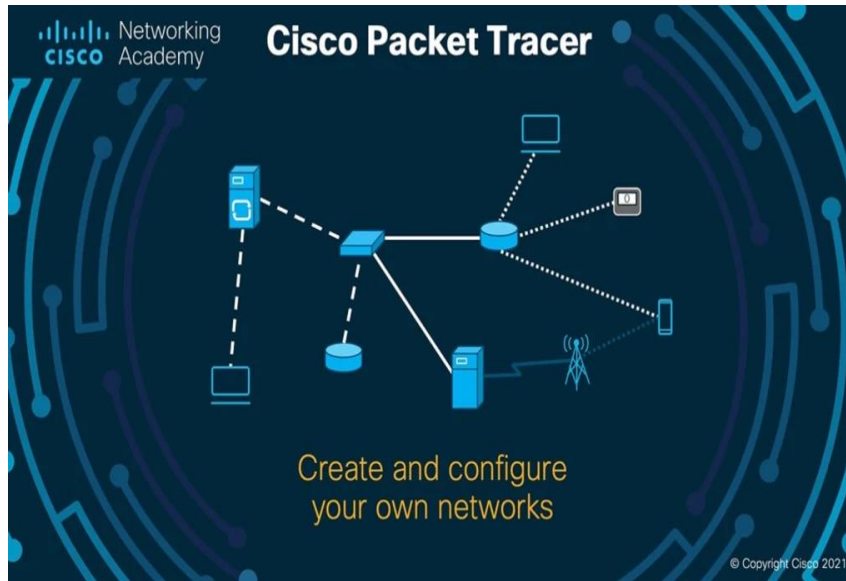 Networking
CISCO Academy
Cisco Packet Tracer
0
Create and configure
your own networks
© Copyright Cisco 2021